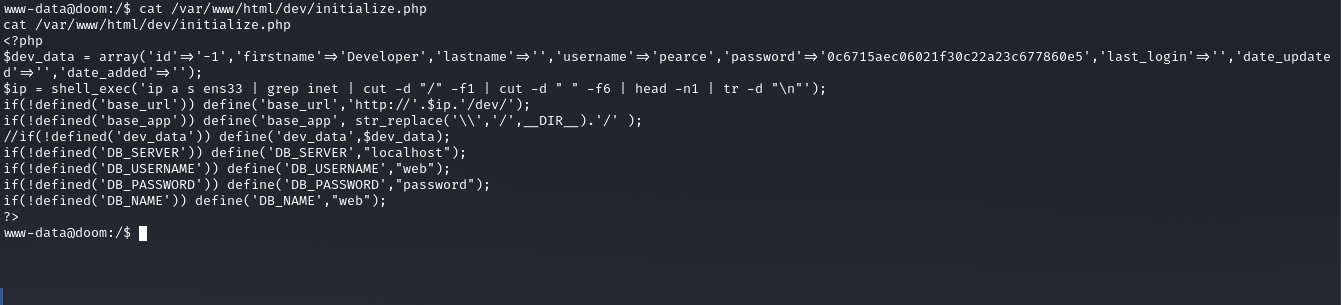 www-data@doom:/$ cat /var/www/html/dev/initialize.php
cat /var/www/html/dev/initialize.php
<?php
$dev_data = array('id'⇒'-1','firstname'⇒'Developer','lastname'⇒'','username'⇒'pearce','password'⇒'0c6715aec06021f30c22a23c677860e5','last_login'⇒'','date_update
d'⇒'','date_added'⇒'');
$ip = shell_exec('ip a s ens33 | grep inet | cut -d "/" -f1 | cut -d " " -f6 | head -n1 | tr -d "\n"');
if(!defined('base_url')) define('base_url','http://'.$ip.'/dev/');
if(!defined('base_app')) define('base_app', str_replace('\\','/',__DIR__).'/' );
//if(!defined('dev_data')) define('dev_data',$dev_data);
if(!defined('DB_SERVER')) define('DB_SERVER',"localhost");
if(!defined('DB_USERNAME')) define('DB_USERNAME',"web");
if(!defined('DB_PASSWORD')) define('DB_PASSWORD',"password");
if(!defined('DB_NAME')) define('DB_NAME',"web");
?>
www-data@doom:/$